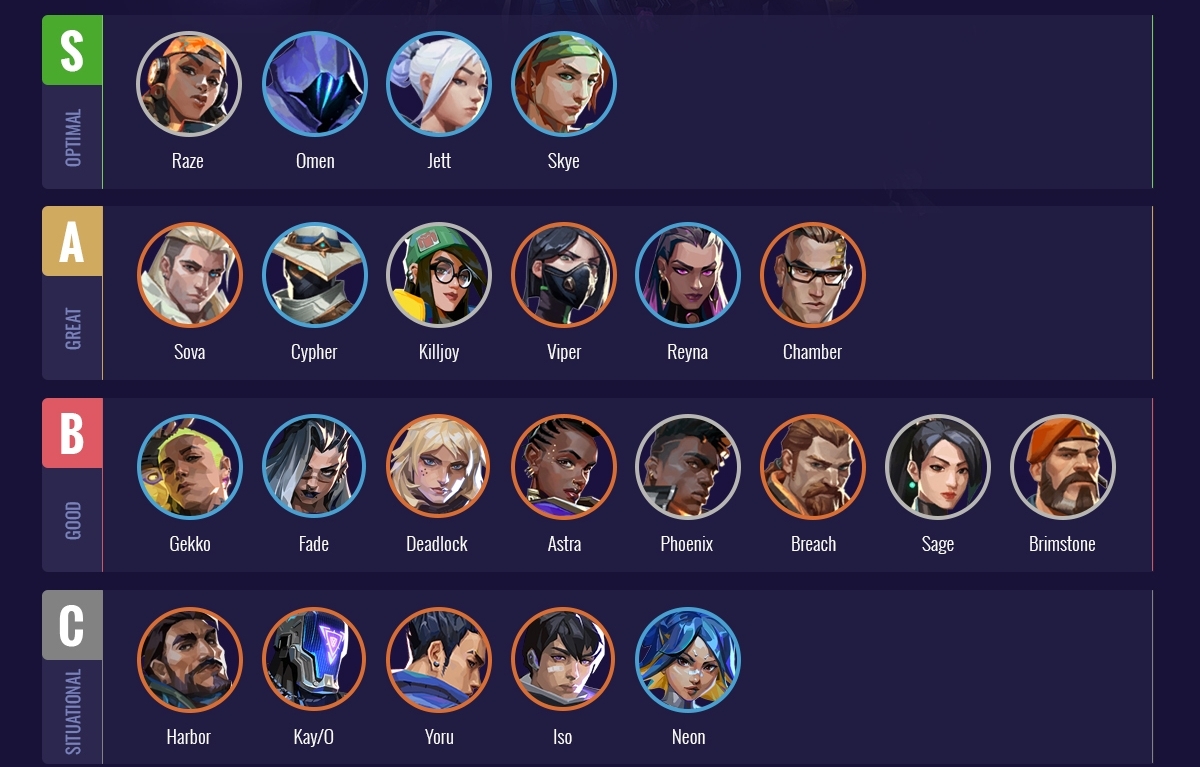 S
OPTIMAL
Raze Omen Jett Skye
A
GREAT
Sova Cypher Killjoy Viper Reyna Chamber
B
GOOD
Gekko Fade Deadlock Astra Phoenix Breach Sage Brimstone
C
SITUATIONAL
Harbor Kay/O Yoru Iso Neon